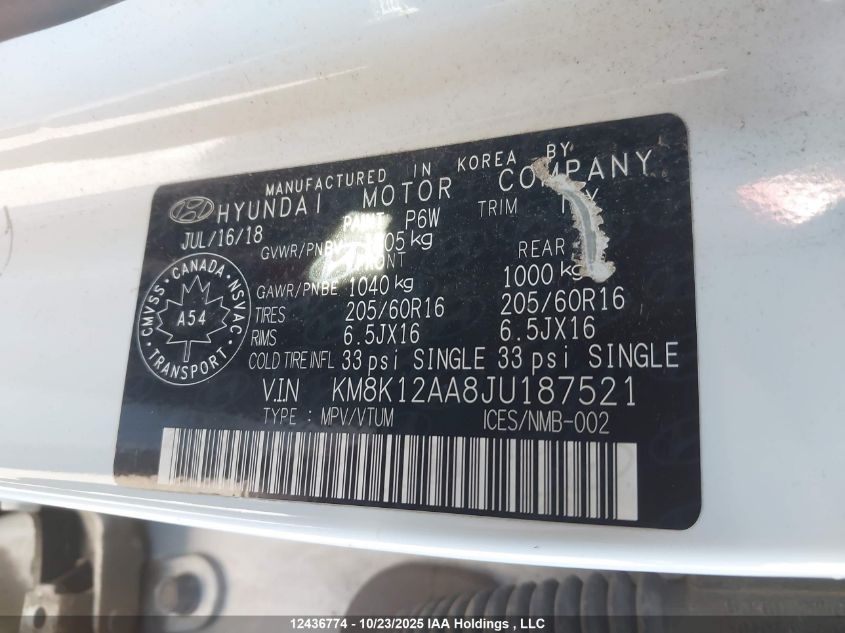 MANUFACTURED IN KOREA BY
HYUNDAI MOTOR COMPANY
JUL/16/18 PAINT P6W TRIM
GVWR/PNBV
FRONT REAR
GAWR/PNBE 1040 kg 1000 kg
TIRES 205/60R16 205/60R16
RIMS 6.5JX16 6.5JX16
COLD TIRE INFL 33 psi SINGLE 33 psi SINGLE
V.I.N KM8K12AA8JU187521
TYPE : MPV/VTUM ICES/NMB-002
CMVSS · CANADA · NSVAC
A54
· TRANSPORT ·
12436774 - 10/23/2025 IAA Holdings , LLC